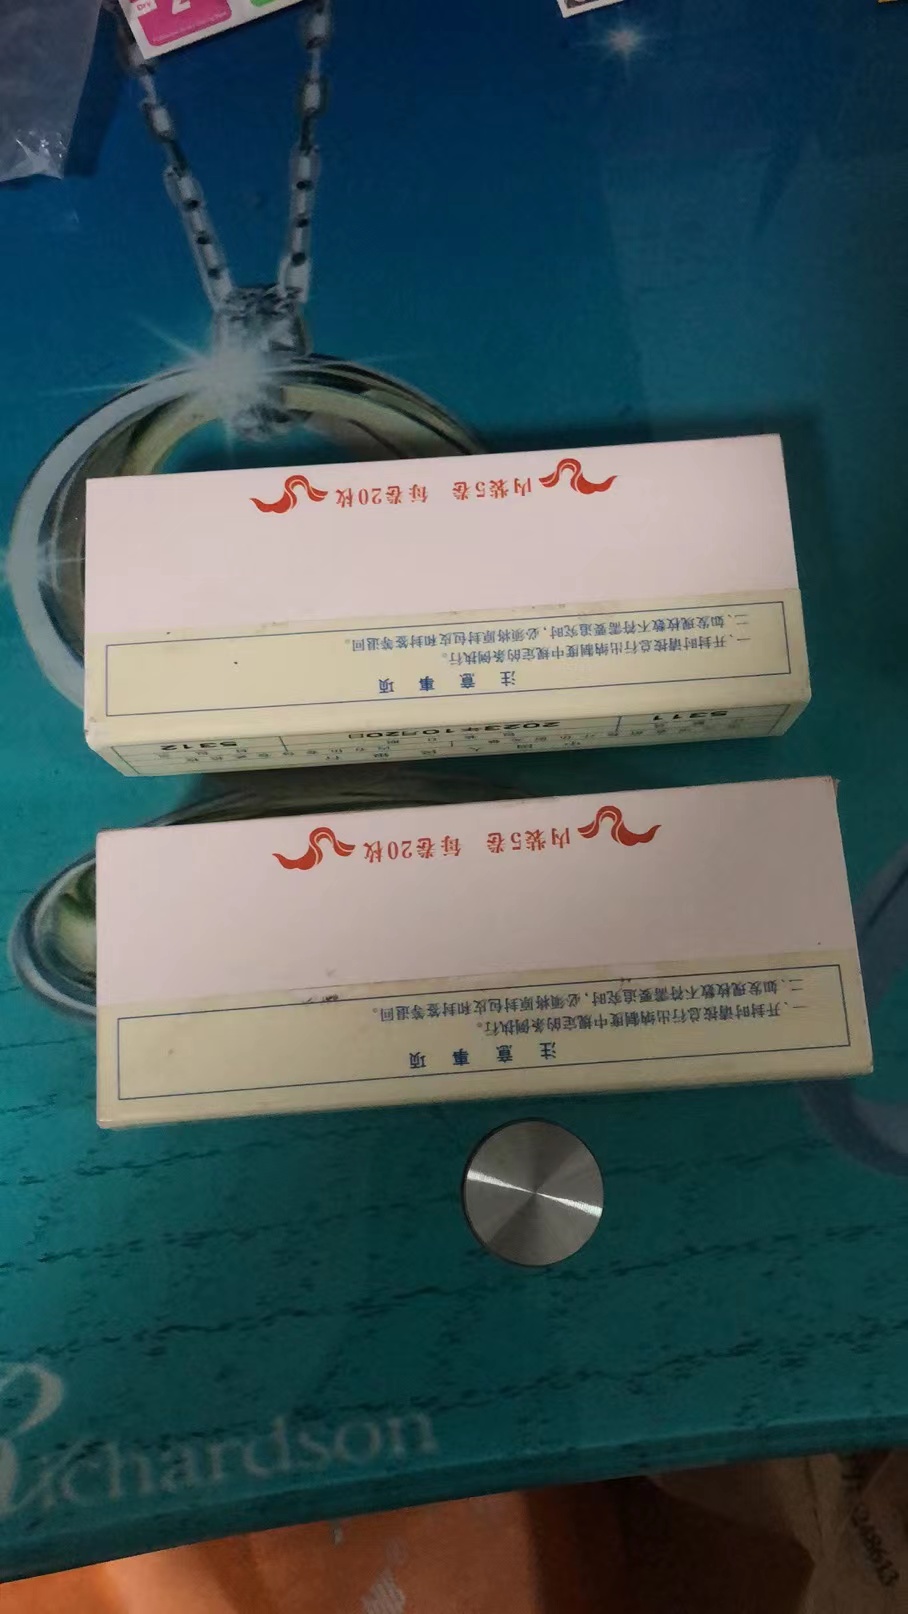 内装5卷 每卷20枚
注意事项
一、开封时请按总行出纳制度中规定的条例执行。
二、如发现枚数不符需要追究时，必须将原封包皮和封签等退回。
中国人民银行
5311
2023年10月20日
5312
内装5卷 每卷20枚
注意事项
一、开封时请按总行出纳制度中规定的条例执行。
二、如发现枚数不符需要追究时，必须将原封包皮和封签等退回。
Richardson